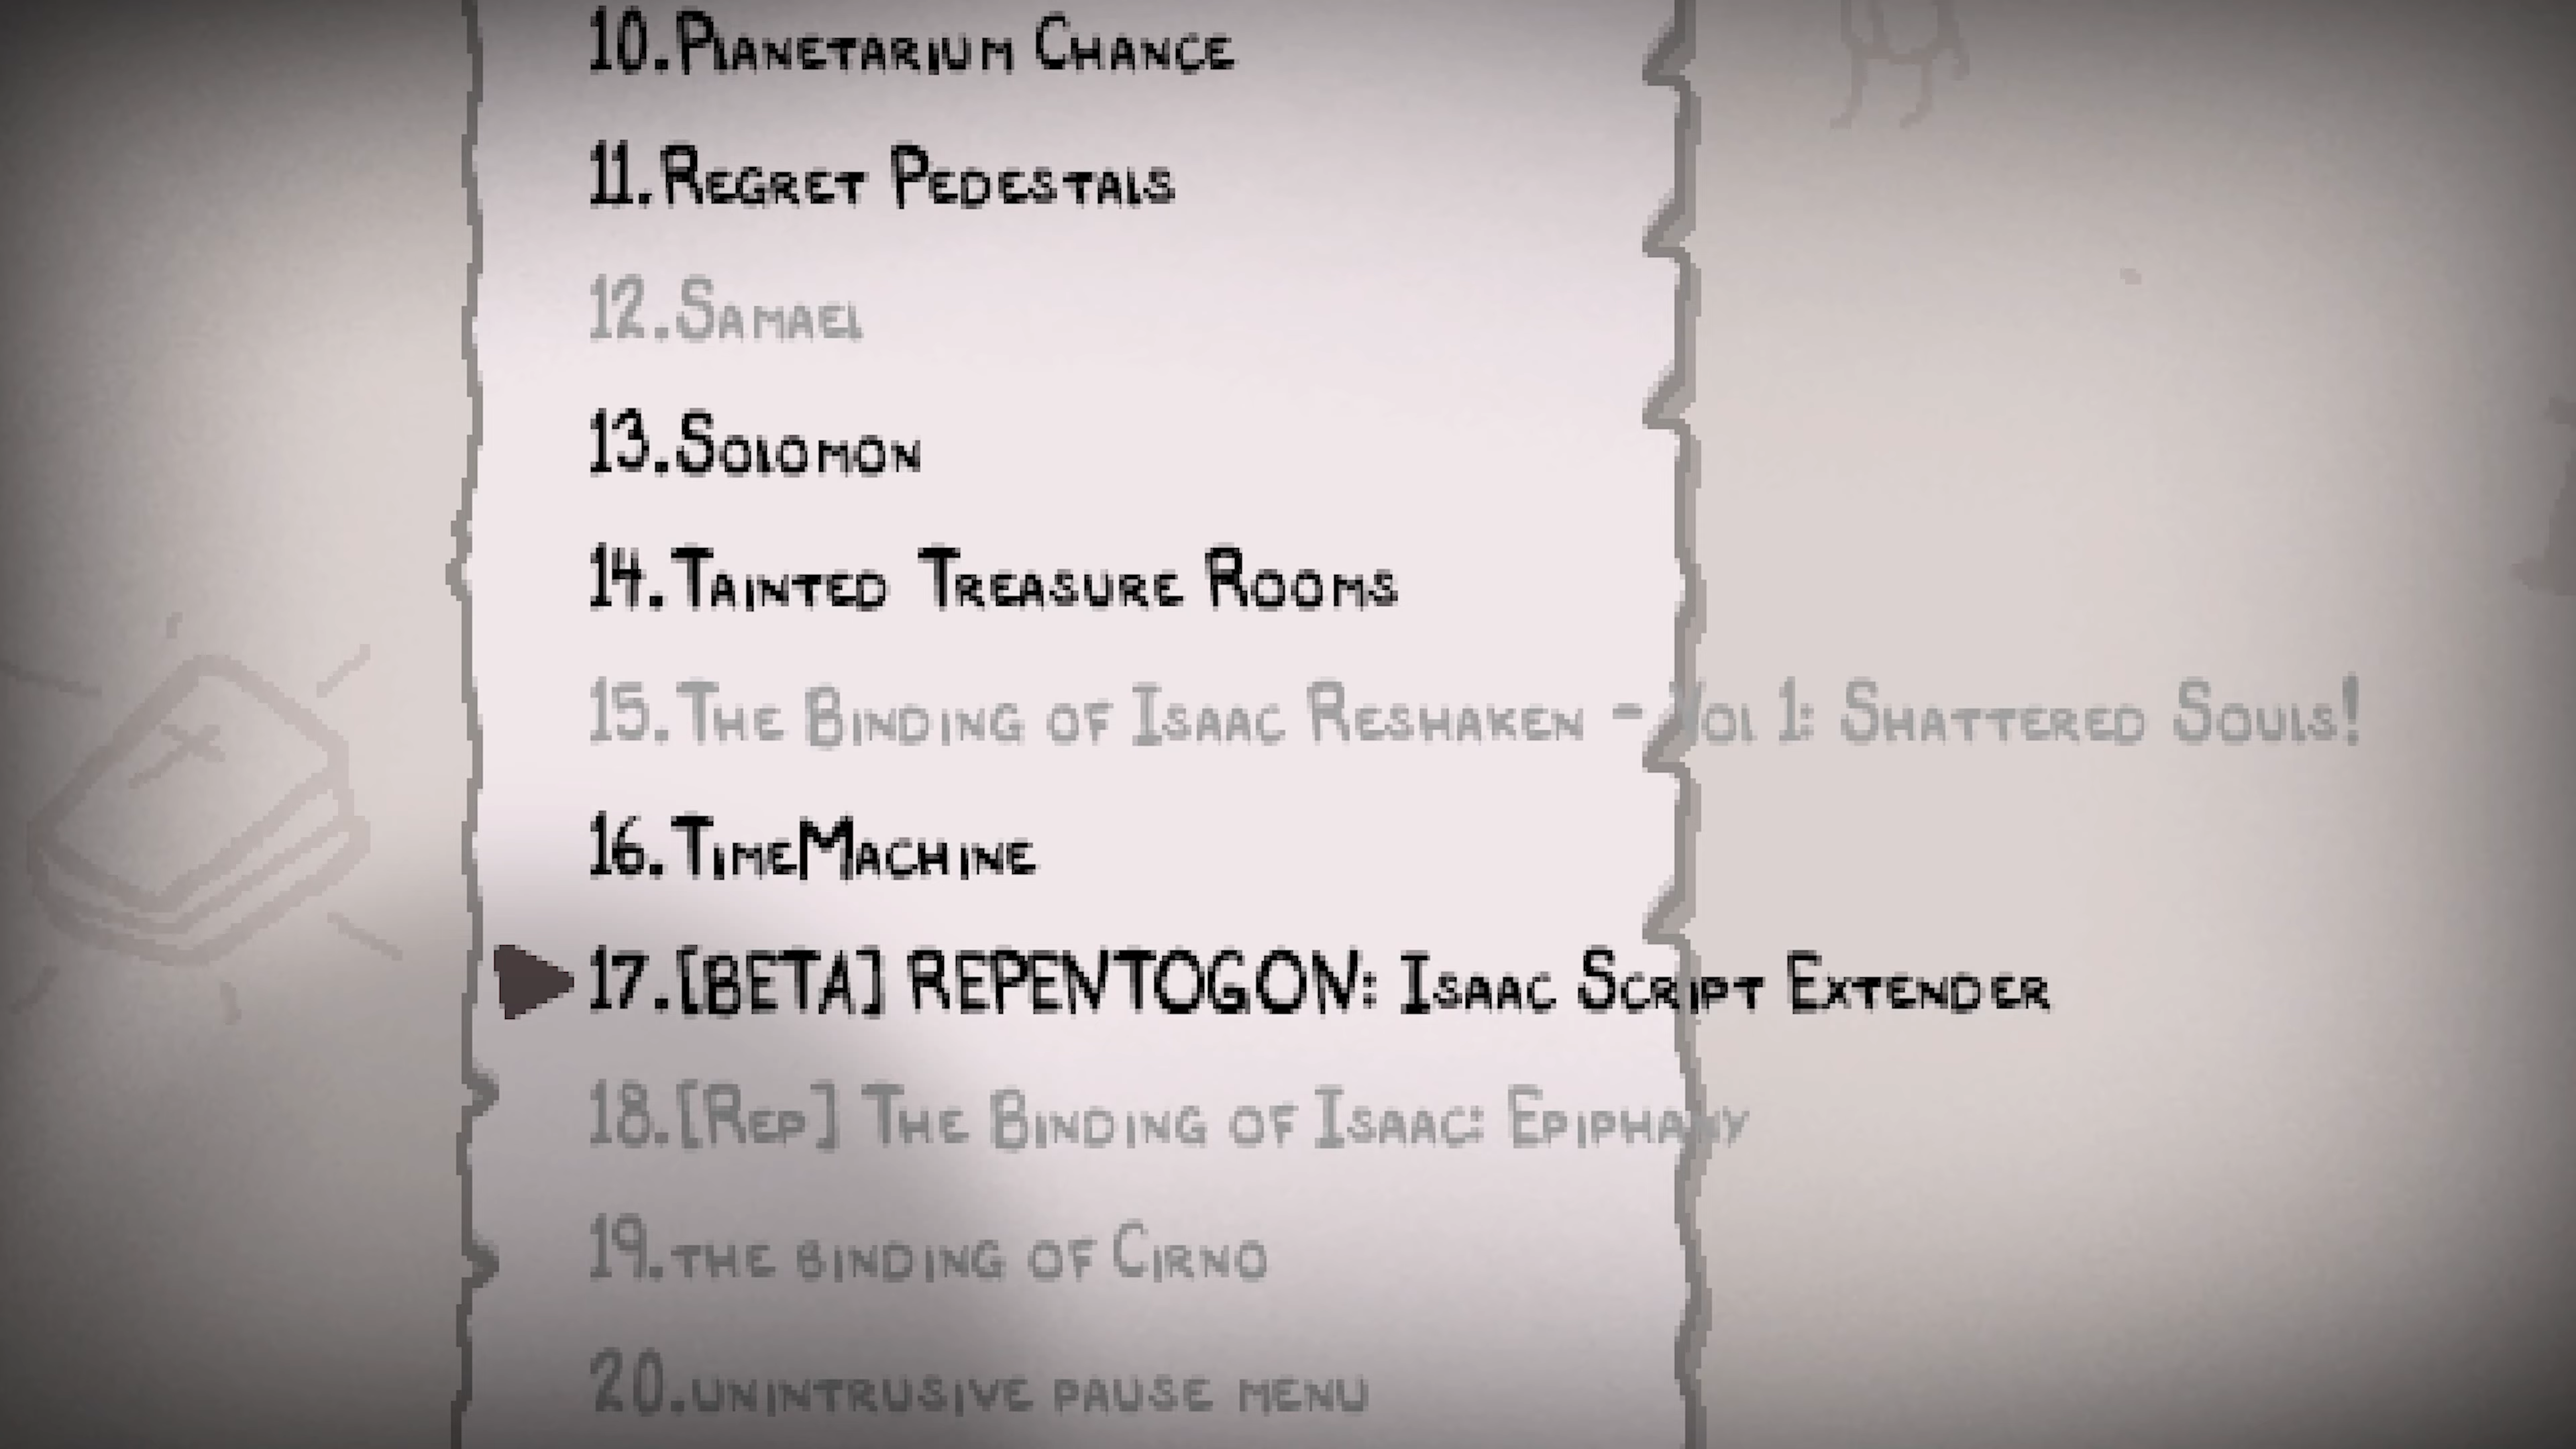 10. Planetarium Chance
11. Regret Pedestals
12. Samael
13. Solomon
14. Tainted Treasure Rooms
15. The Binding of Isaac Reshaken - Vol 1: Shattered Souls!
16. TimeMachine
17. [BETA] REPENTOGON: Isaac Script Extender
18. [Rep] The Binding of Isaac: Epiphany
19. the binding of Cirno
20. unintrusive pause menu